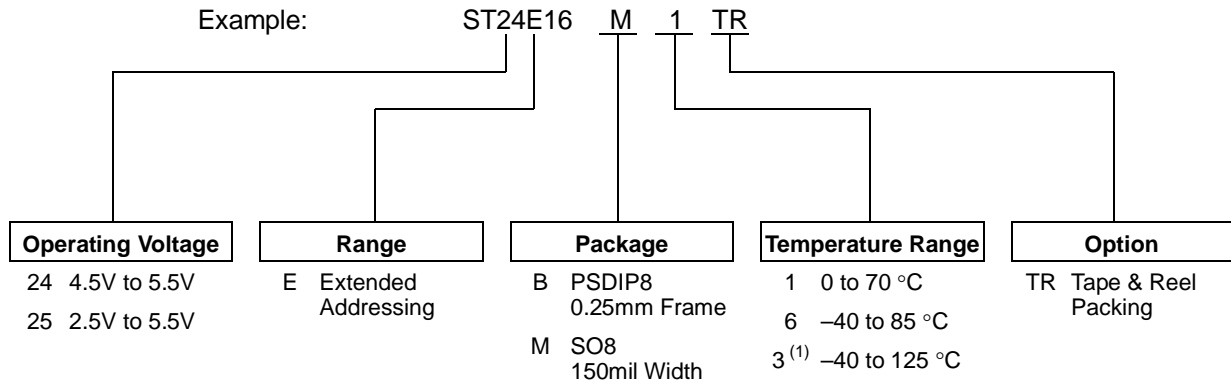 Example: ST24E16 M 1 TR
Operating Voltage
24 4.5V to 5.5V
25 2.5V to 5.5V
Range
E Extended
Addressing
Package
B PSDIP8
0.25mm Frame
M SO8
150mil Width
Temperature Range
1 0 to 70 °C
6 –40 to 85 °C
3 (1) –40 to 125 °C
Option
TR Tape & Reel
Packing